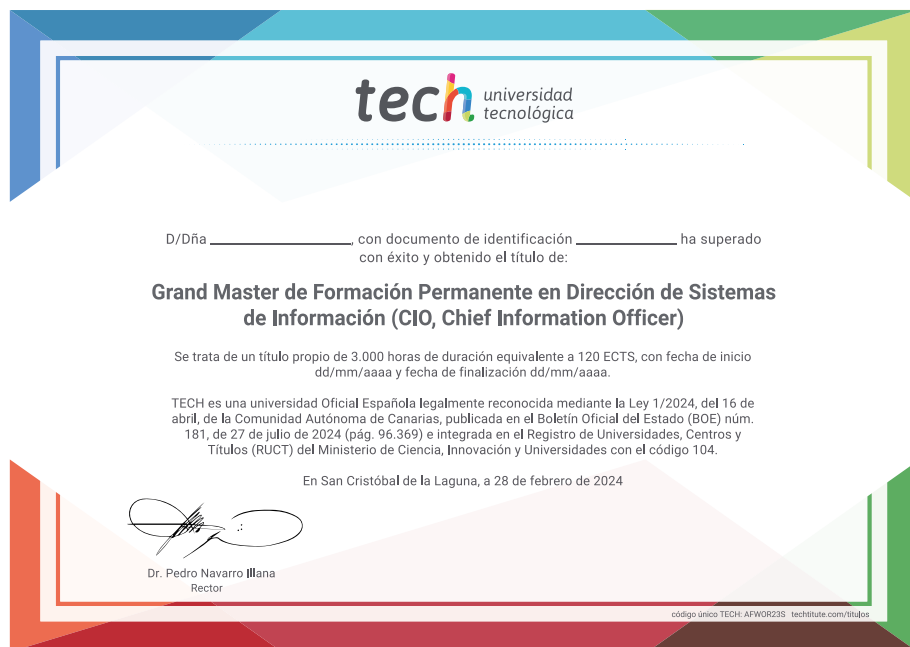 tech universidad
tecnológica
D/Dña ________________, con documento de identificación ____________ ha superado
con éxito y obtenido el título de:
Grand Master de Formación Permanente en Dirección de Sistemas
de Información (CIO, Chief Information Officer)
Se trata de un título propio de 3.000 horas de duración equivalente a 120 ECTS, con fecha de inicio
dd/mm/aaaa y fecha de finalización dd/mm/aaaa.
TECH es una universidad Oficial Española legalmente reconocida mediante la Ley 1/2024, del 16 de
abril, de la Comunidad Autónoma de Canarias, publicada en el Boletín Oficial del Estado (BOE) núm.
181, de 27 de julio de 2024 (pág. 96.369) e integrada en el Registro de Universidades, Centros y
Títulos (RUCT) del Ministerio de Ciencia, Innovación y Universidades con el código 104.
En San Cristóbal de la Laguna, a 28 de febrero de 2024
Dr. Pedro Navarro Illana
Rector
código único TECH: AFWOR23S techtitute.com/titulos